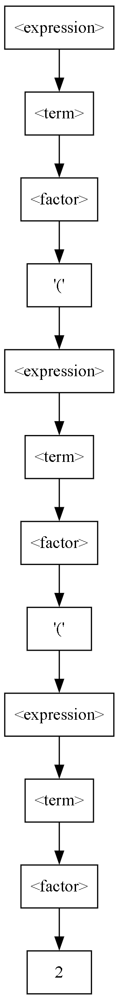 <expression>
<term>
<factor>
'('
<expression>
<term>
<factor>
'('
<expression>
<term>
<factor>
2